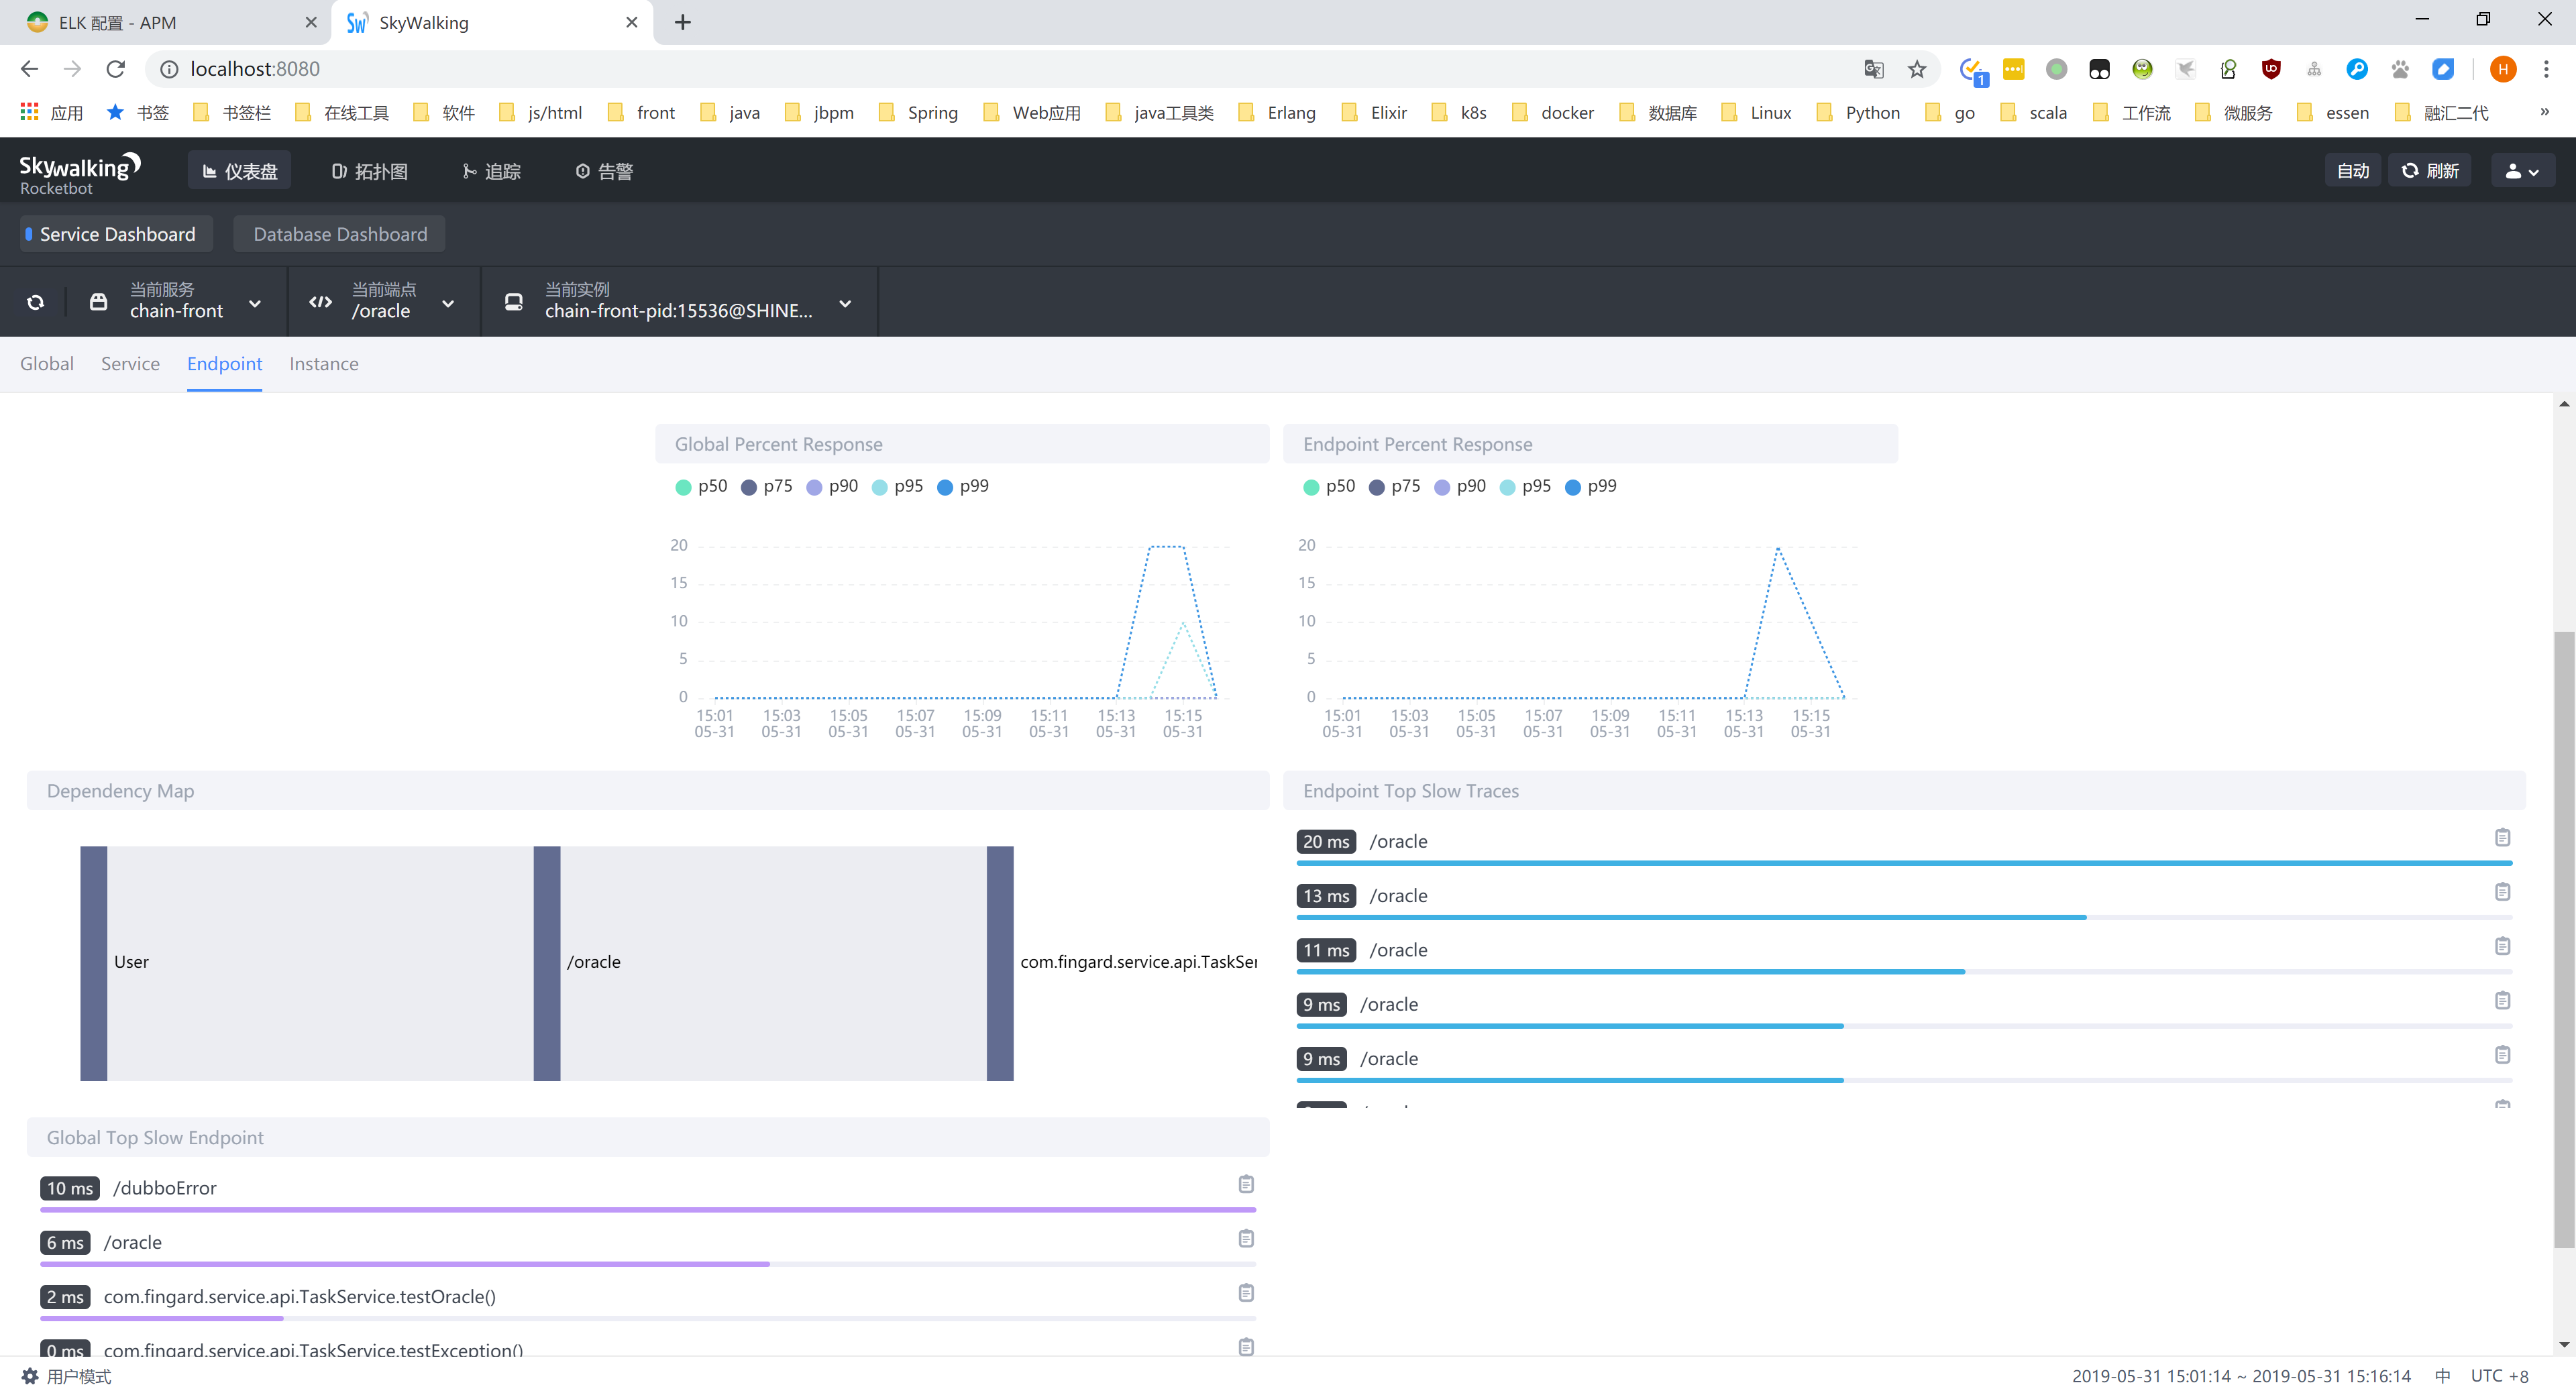 ELK 配置 - APM
SkyWalking
localhost:8080
应用 书签 书签栏 在线工具 软件 js/html front java jbpm Spring Web应用 java工具类 Erlang Elixir k8s docker 数据库 Linux Python go scala 工作流 微服务 essen 融汇二代 »
Skywalking
Rocketbot
仪表盘 拓扑图 追踪 告警 自动 刷新
Service Dashboard Database Dashboard
当前服务 当前端点 当前实例
chain-front /oracle chain-front-pid:15536@SHINE...
Global Service Endpoint Instance
Global Percent Response
p50 p75 p90 p95 p99
20
15
10
5
0
15:01 15:03 15:05 15:07 15:09 15:11 15:13 15:15
05-31 05-31 05-31 05-31 05-31 05-31 05-31 05-31
Endpoint Percent Response
p50 p75 p90 p95 p99
20
15
10
5
0
15:01 15:03 15:05 15:07 15:09 15:11 15:13 15:15
05-31 05-31 05-31 05-31 05-31 05-31 05-31 05-31
Dependency Map
User /oracle com.fingard.service.api.TaskSer
Endpoint Top Slow Traces
20 ms /oracle
13 ms /oracle
11 ms /oracle
9 ms /oracle
9 ms /oracle
Global Top Slow Endpoint
10 ms /dubboError
6 ms /oracle
2 ms com.fingard.service.api.TaskService.testOracle()
0 ms com.fingard.service.api.TaskService.testException()
用户模式
2019-05-31 15:01:14 ~ 2019-05-31 15:16:14 中 UTC +8